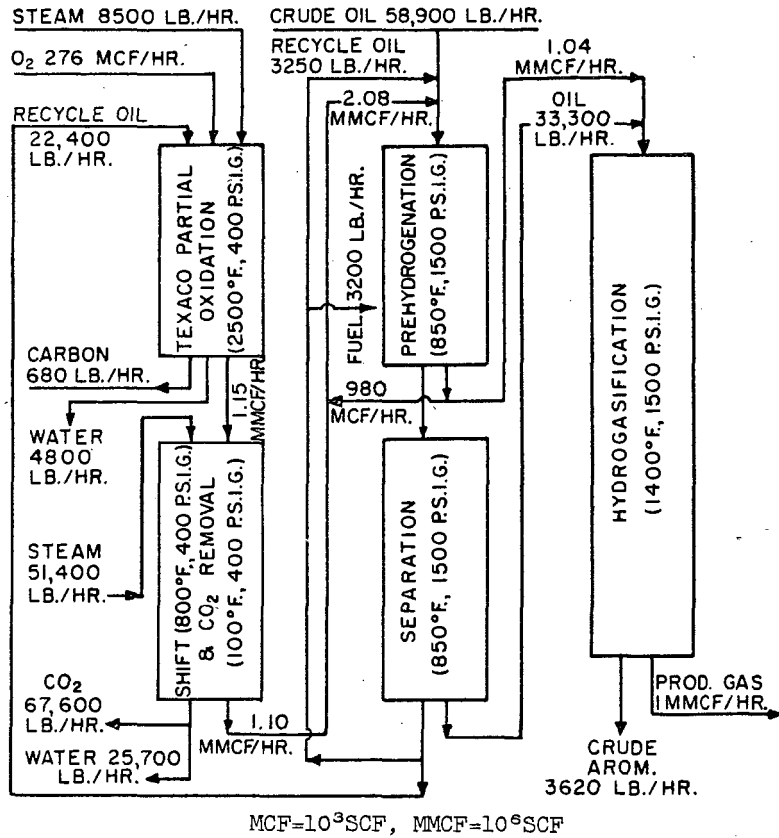 STEAM 8500 LB./HR.
O₂ 276 MCF/HR.
RECYCLE OIL
22,400
LB./HR.
CRUDE OIL 58,900 LB./HR.
RECYCLE OIL
3250 LB./HR.
2.08
MMCF/HR.
1.04
MMCF/HR.
OIL
33,300
LB./HR.
TEXACO PARTIAL
OXIDATION
(2500°F., 400 P.S.I.G.)
FUEL 3200 LB./HR.
PREHYDROGENATION
(850°F., 1500 P.S.I.G.)
HYDROGASIFICATION
(1400°F., 1500 P.S.I.G.)
CARBON
680 LB./HR.
1.15
MMCF/HR.
980
MCF/HR.
WATER
4800
LB./HR.
STEAM
51,400
LB./HR.
SHIFT (800°F., 400 P.S.I.G.)
& CO₂ REMOVAL
(100°F., 400 P.S.I.G.)
SEPARATION
(850°F., 1500 P.S.I.G.)
CO₂
67,600
LB./HR.
WATER 25,700
LB./HR.
1.10
MMCF/HR.
PROD. GAS
1 MMCF/HR.
CRUDE
AROM.
3620 LB./HR.
MCF=10³SCF, MMCF=10⁶SCF